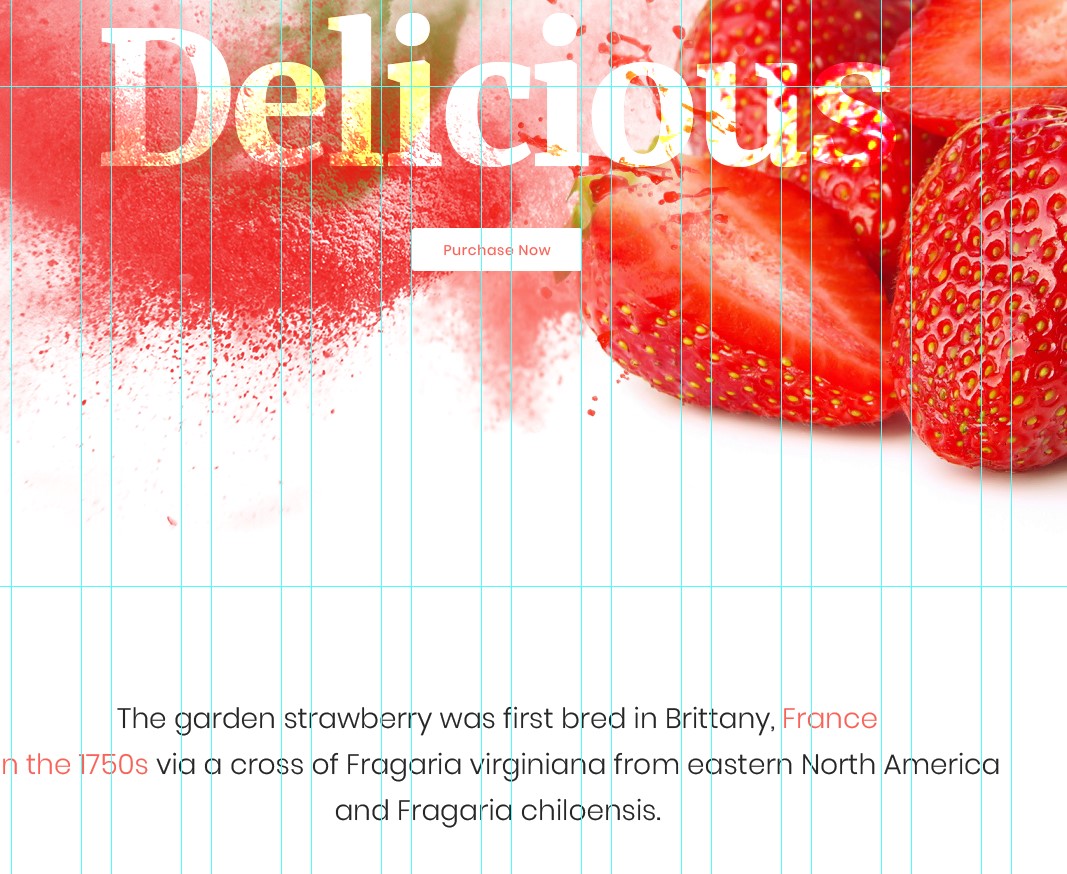 Delicious
Purchase Now
The garden strawberry was first bred in Brittany, France
n the 1750s via a cross of Fragaria virginiana from eastern North America
and Fragaria chiloensis.